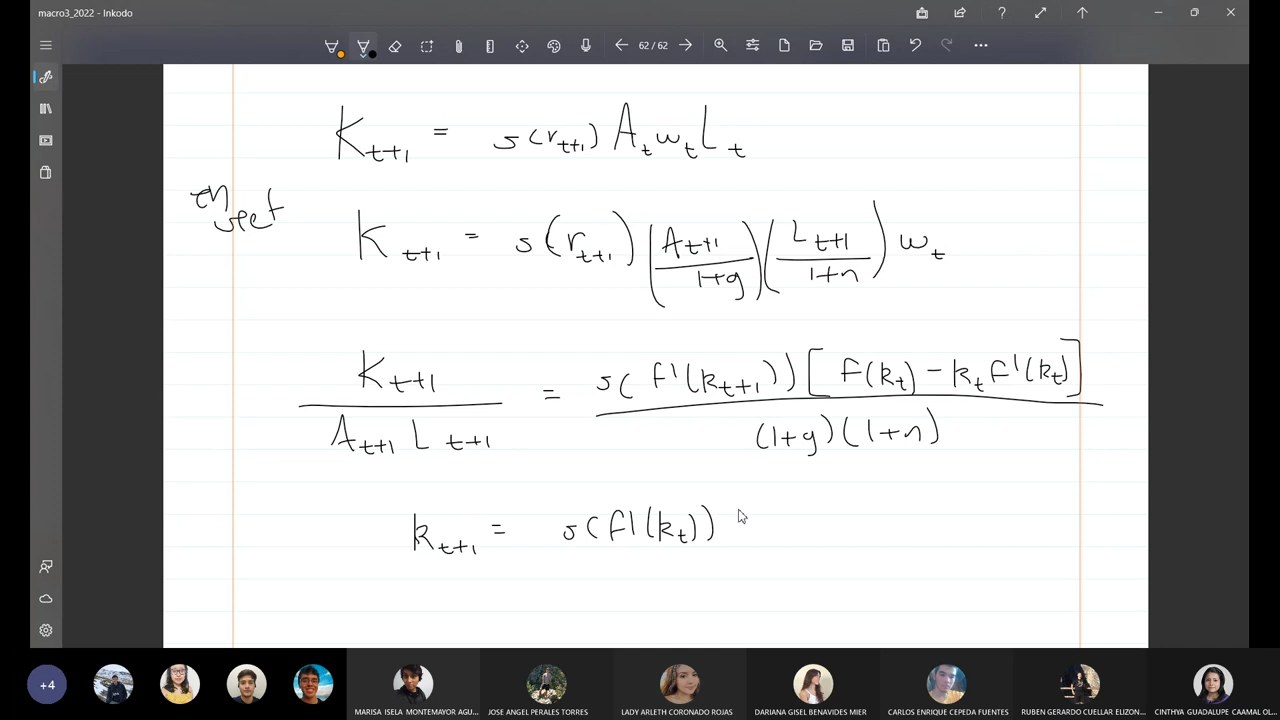 macro3_2022 - Inkodo
62 / 62
K_{t+1} = s(r_{t+1}) A_t w_t L_t
K_{t+1} = s(r_{t+1}) (A_{t+1}/1+g) (L_{t+1}/1+n) w_t
K_{t+1}/A_{t+1} L_{t+1} = s(f'(k_{t+1})) [f(k_t) - k_t f'(k_t)]/(1+g)(1+n)
k_{t+1} = s(f'(k_t))
+4
MARISA ISELA MONTEMAYOR AGU...
JOSE ANGEL PERALES TORRES
LADY ARLETH CORONADO ROJAS
DARIANA GISEL BENAVIDES MIER
CARLOS ENRIQUE CEPEDA FUENTES
RUBEN GERARDO CUELLAR ELIZON...
CINTHYA GUADALUPE CAAMAL OL...